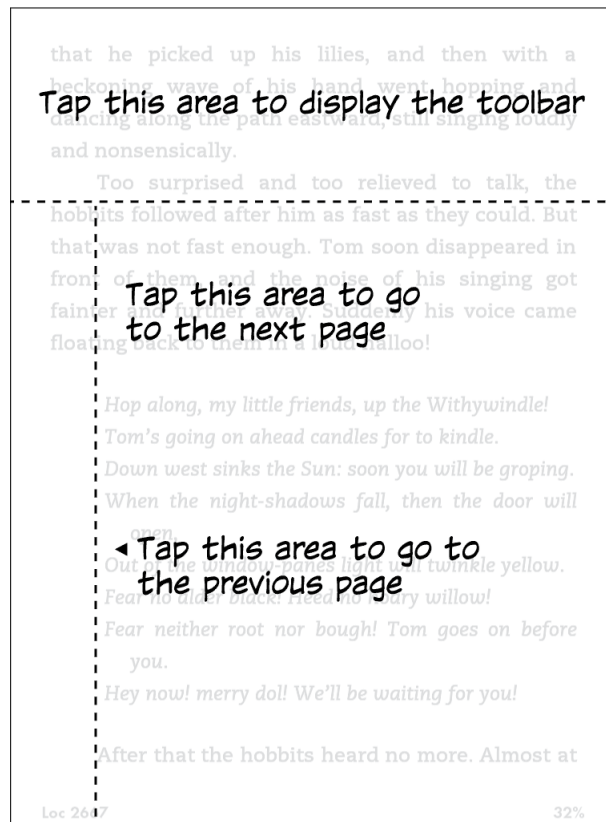 that he picked up his lilies, and then with a
beckoning wave of his hand went hopping and
Tap this area to display the toolbar
dancing along the path eastward, still singing loudly
and nonsensically.
Too surprised and too relieved to talk, the
hobbits followed after him as fast as they could. But
that was not fast enough. Tom soon disappeared in
front of them, and the noise of his singing got
Tap this area to go
fainter and further away. Suddenly his voice came
to the next page
floating back to them in a loud halloo!
Hop along, my little friends, up the Withywindle!
Tom's going on ahead candles for to kindle.
Down west sinks the Sun: soon you will be groping.
When the night-shadows fall, then the door will
open,
◄ Tap this area to go to
Out of the window-panes light will twinkle yellow.
the previous page
Fear no alder black! Heed no hoary willow!
Fear neither root nor bough! Tom goes on before
you.
Hey now! merry dol! We'll be waiting for you!
After that the hobbits heard no more. Almost at
Loc 2667 32%